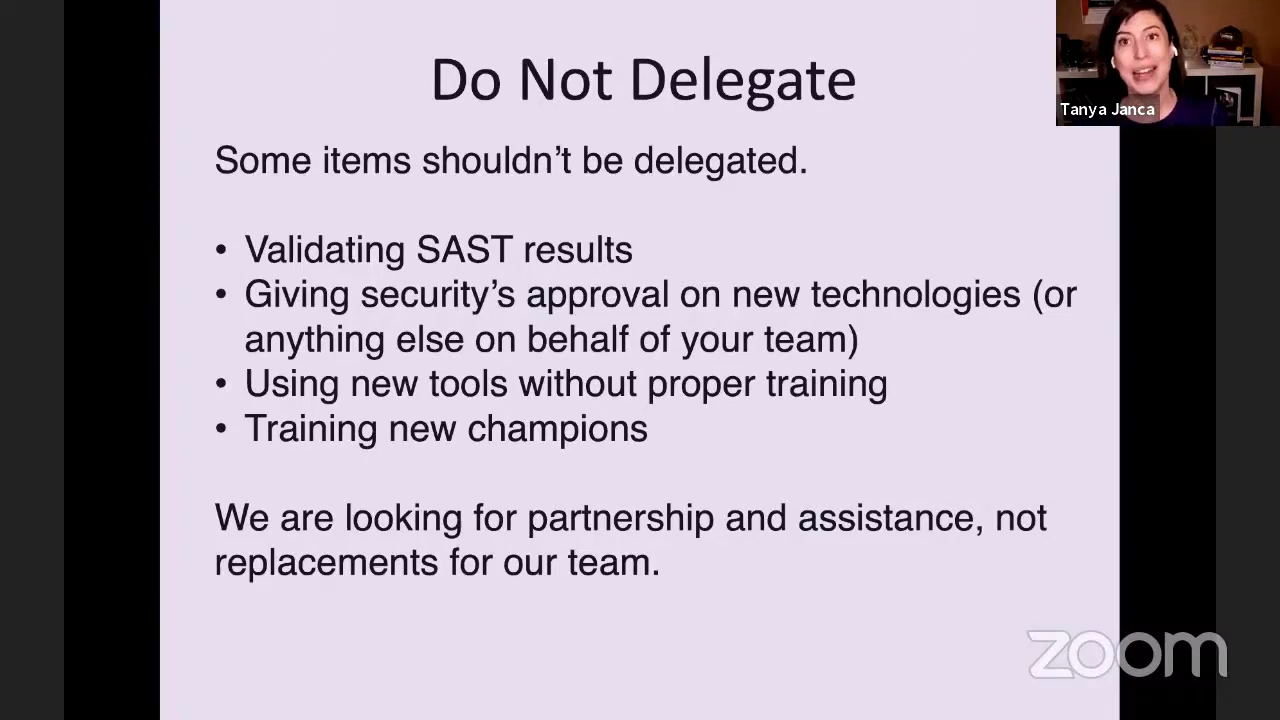 Do Not Delegate
Tanya Janca
Some items shouldn’t be delegated.
• Validating SAST results
• Giving security’s approval on new technologies (or
anything else on behalf of your team)
• Using new tools without proper training
• Training new champions
We are looking for partnership and assistance, not
replacements for our team.
zoom